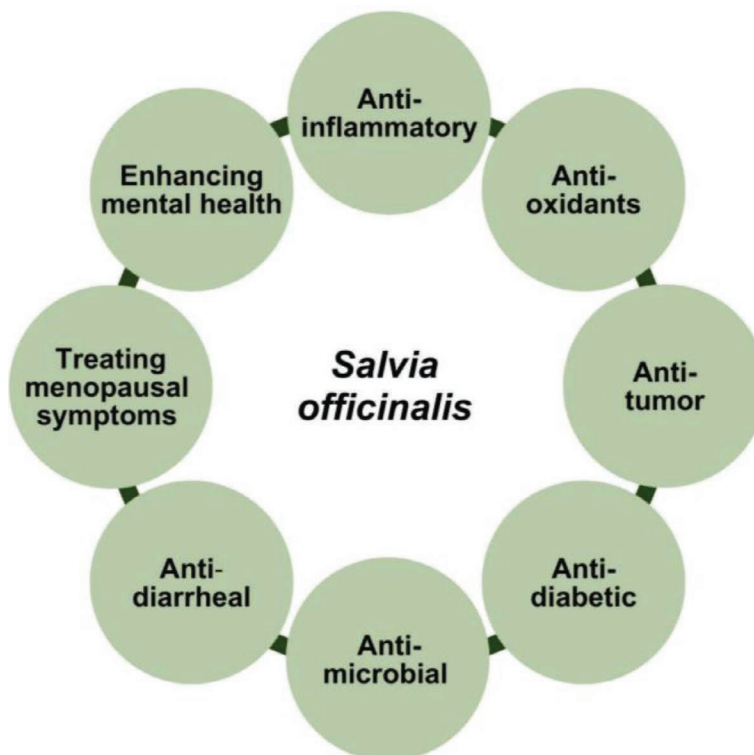 Anti-
inflammatory
Anti-
oxidants
Anti-
tumor
Anti-
diabetic
Anti-
microbial
Anti-
diarrheal
Treating
menopausal
symptoms
Enhancing
mental health
Salvia
officinalis